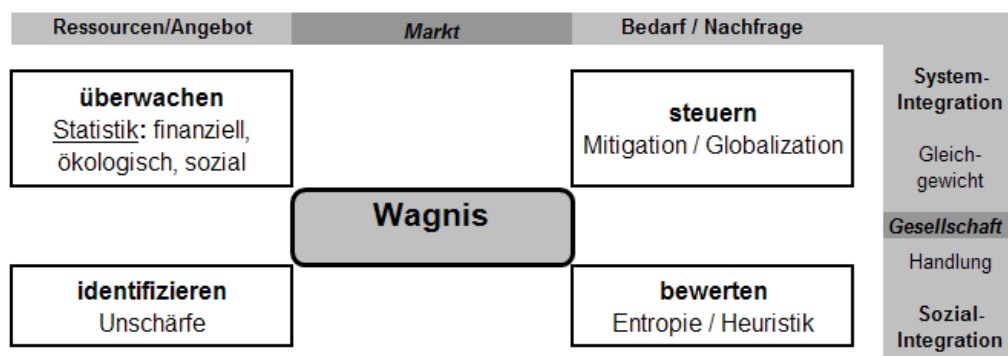 Ressourcen/Angebot
Markt
Bedarf / Nachfrage
überwachen
Statistik: finanziell,
ökologisch, sozial
steuern
Mitigation / Globalization
Wagnis
identifizieren
Unschärfe
bewerten
Entropie / Heuristik
System-
Integration
Gleich-
gewicht
Gesellschaft
Handlung
Sozial-
Integration